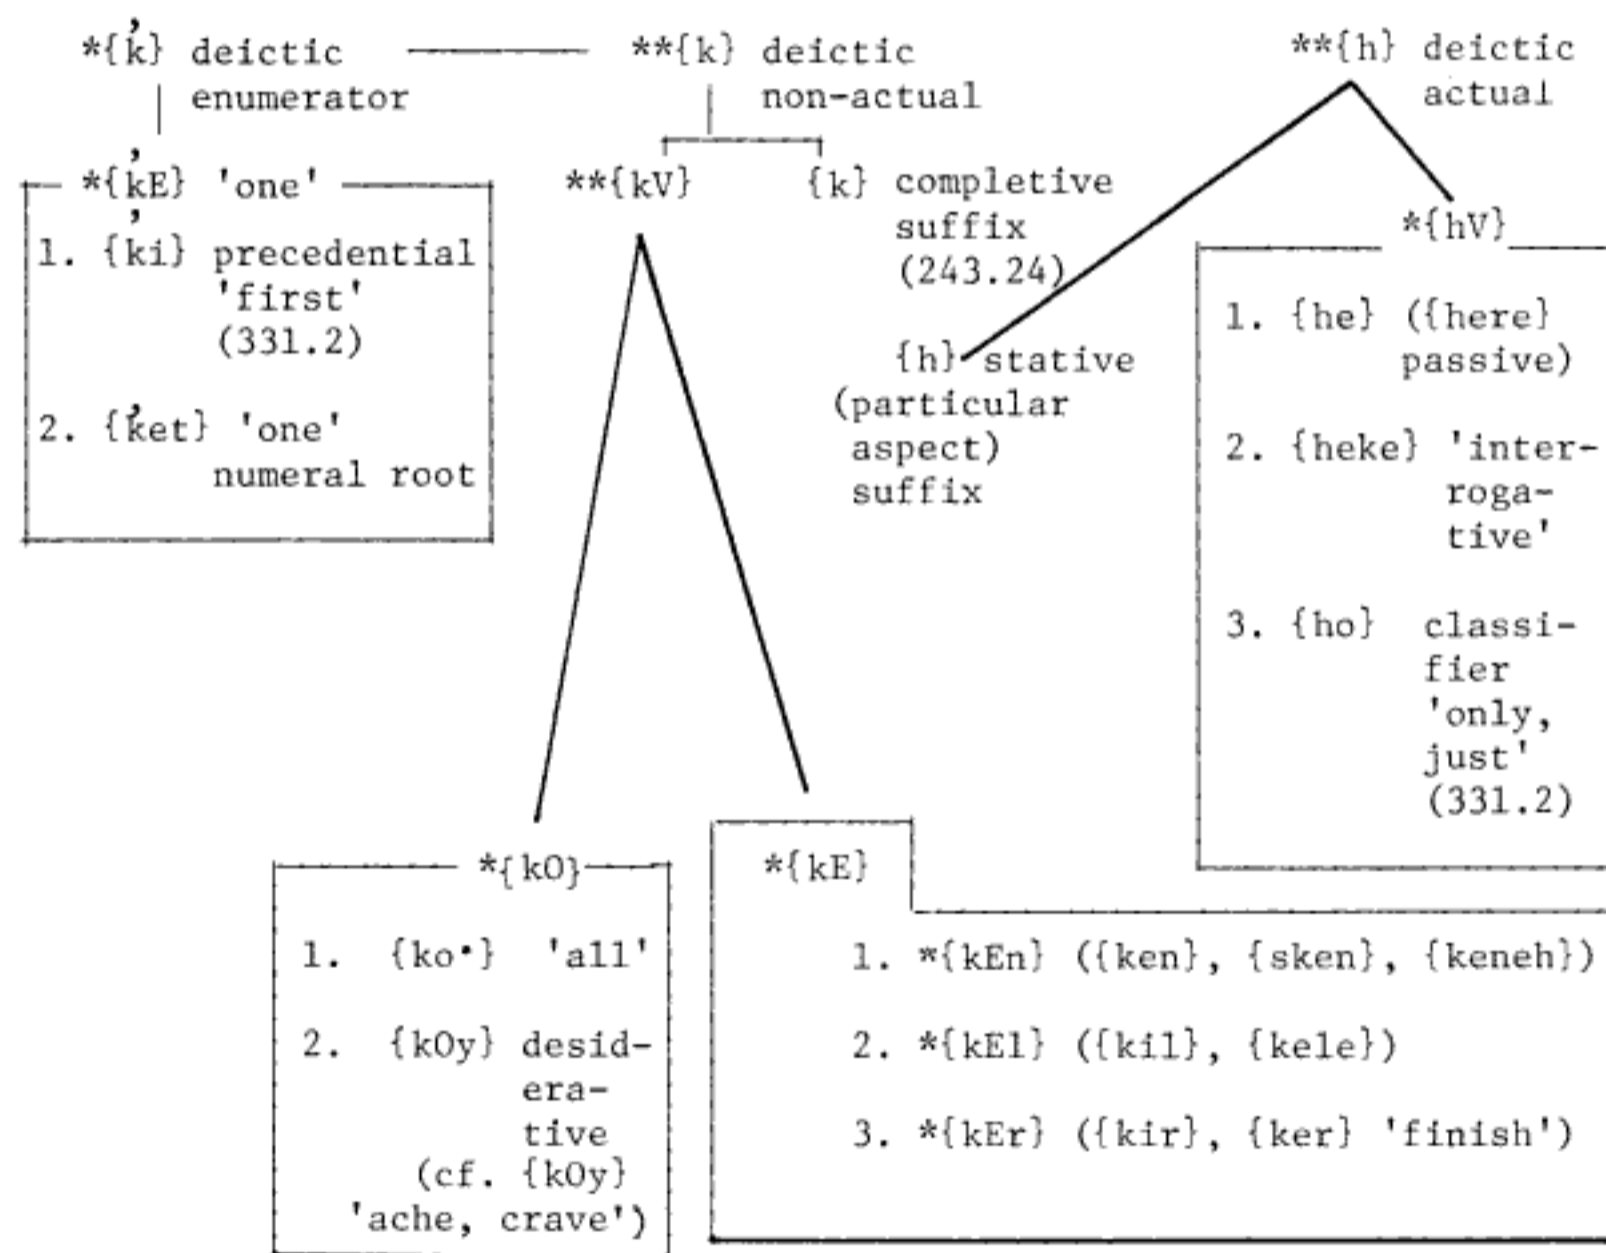 *{k̓} deictic enumerator
**{k} deictic non-actual
**{h} deictic actual
*{k̓E} 'one'
1. {k̓i} precedential
'first'
(331.2)
2. {k̓et} 'one'
numeral root
**{kV}
{k} completive
suffix
(243.24)
{h} stative
(particular
aspect)
suffix
*{hV}
1. {he} ({here}
passive)
2. {heke} 'inter-
roga-
tive'
3. {ho} classi-
fier
'only,
just'
(331.2)
*{kO}
1. {ko·} 'all'
2. {kOy} desid-
era-
tive
(cf. {kOy}
'ache, crave')
*{kE}
1. *{kEn} ({ken}, {sken}, {keneh})
2. *{kEl} ({kil}, {kele})
3. *{kEr} ({kir}, {ker} 'finish')